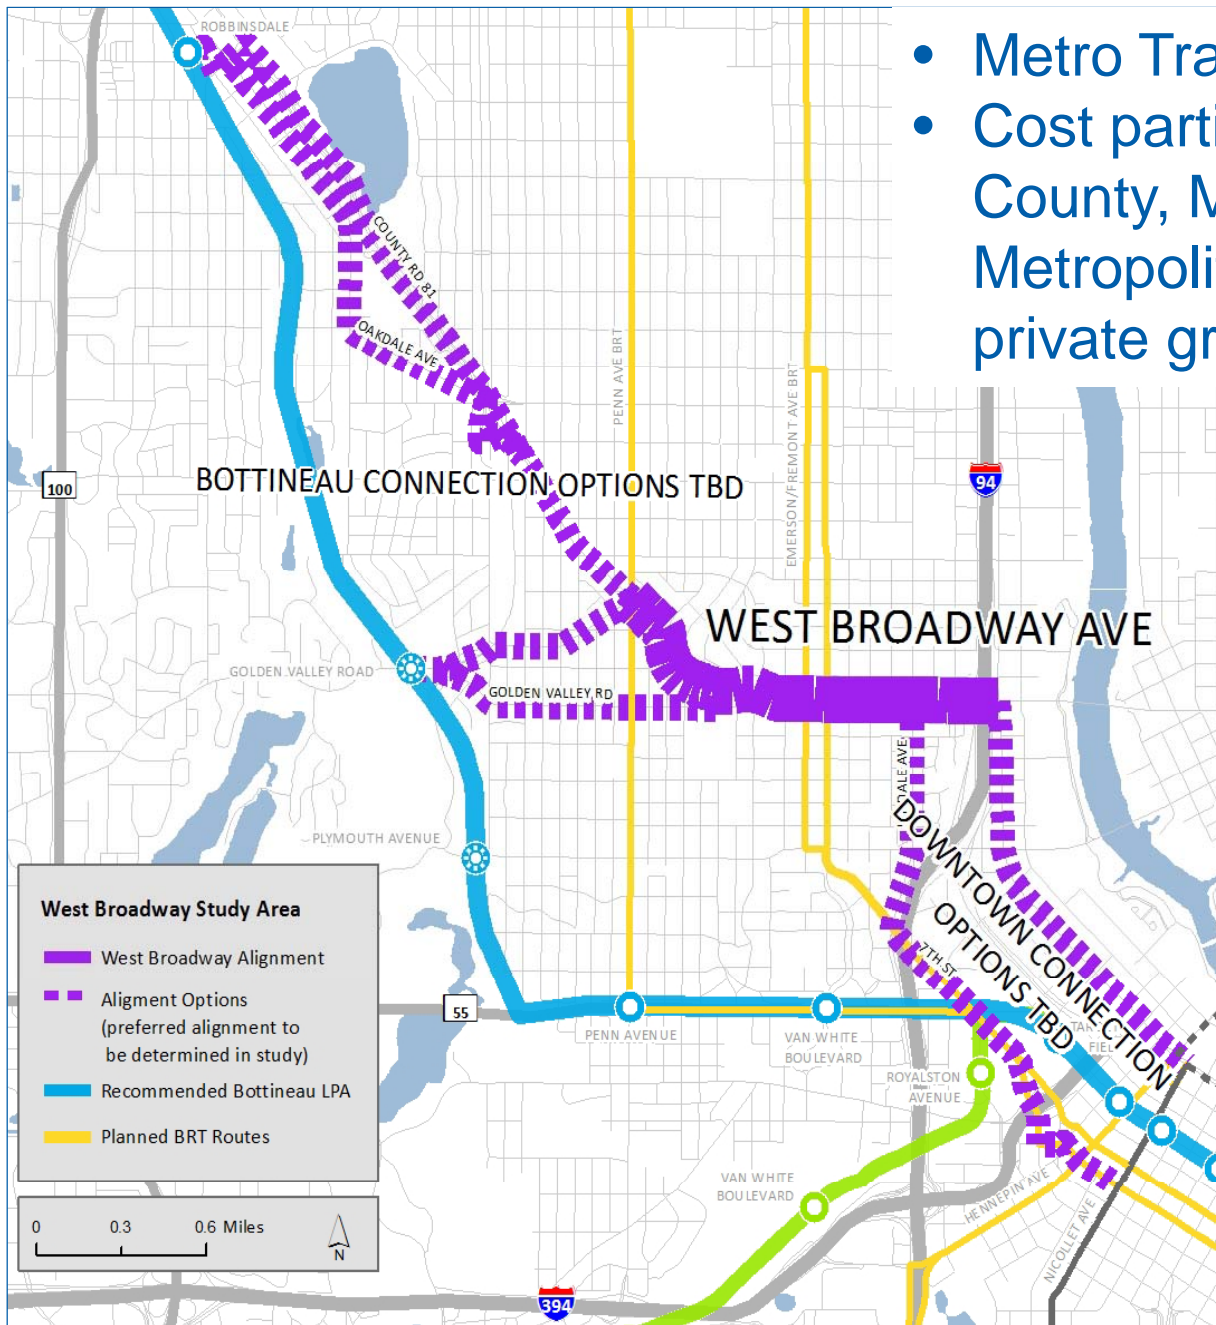 • Metro Tra
• Cost parti
County, M
Metropoli
private gr
ROBBINSDALE
COUNTY RD 81
OAKDALE AVE
PENN AVE BRT
EMERSON/FREMONT AVE BRT
100
BOTTINEAU CONNECTION OPTIONS TBD
94
WEST BROADWAY AVE
GOLDEN VALLEY ROAD
GOLDEN VALLEY RD
DALE AVE
PLYMOUTH AVENUE
DOWNTOWN CONNECTION
OPTIONS TBD
7TH ST
55
PENN AVENUE
VAN WHITE
BOULEVARD
FIEL
ROYALSTON
AVENUE
VAN WHITE
BOULEVARD
HENNEPIN AVE
NICOLLET AVE
394
West Broadway Study Area
West Broadway Alignment
Aligment Options
(preferred alignment to
be determined in study)
Recommended Bottineau LPA
Planned BRT Routes
0 0.3 0.6 Miles
N